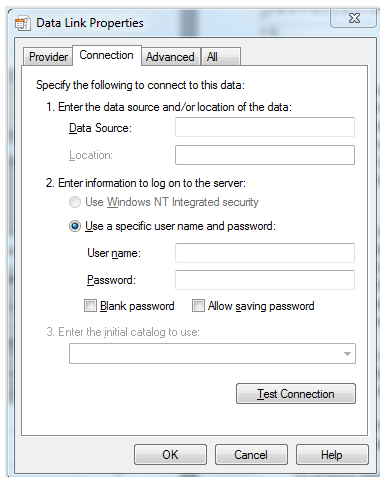 Data Link Properties
Provider Connection Advanced All
Specify the following to connect to this data:
1. Enter the data source and/or location of the data:
Data Source:
Location:
2. Enter information to log on to the server:
Use Windows NT Integrated security
Use a specific user name and password:
User name:
Password:
Blank password Allow saving password
3. Enter the initial catalog to use:
Test Connection
OK Cancel Help